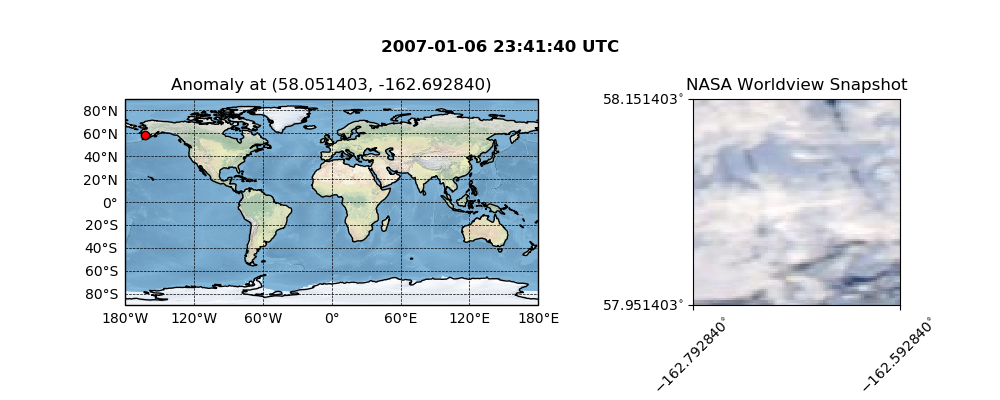 2007-01-06 23:41:40 UTC
Anomaly at (58.051403, -162.692840)
NASA Worldview Snapshot
80°N
60°N
40°N
20°N
0°
20°S
40°S
60°S
80°S
180°W 120°W 60°W 0° 60°E 120°E 180°E
58.151403°
57.951403°
−162.792840°
−162.592840°